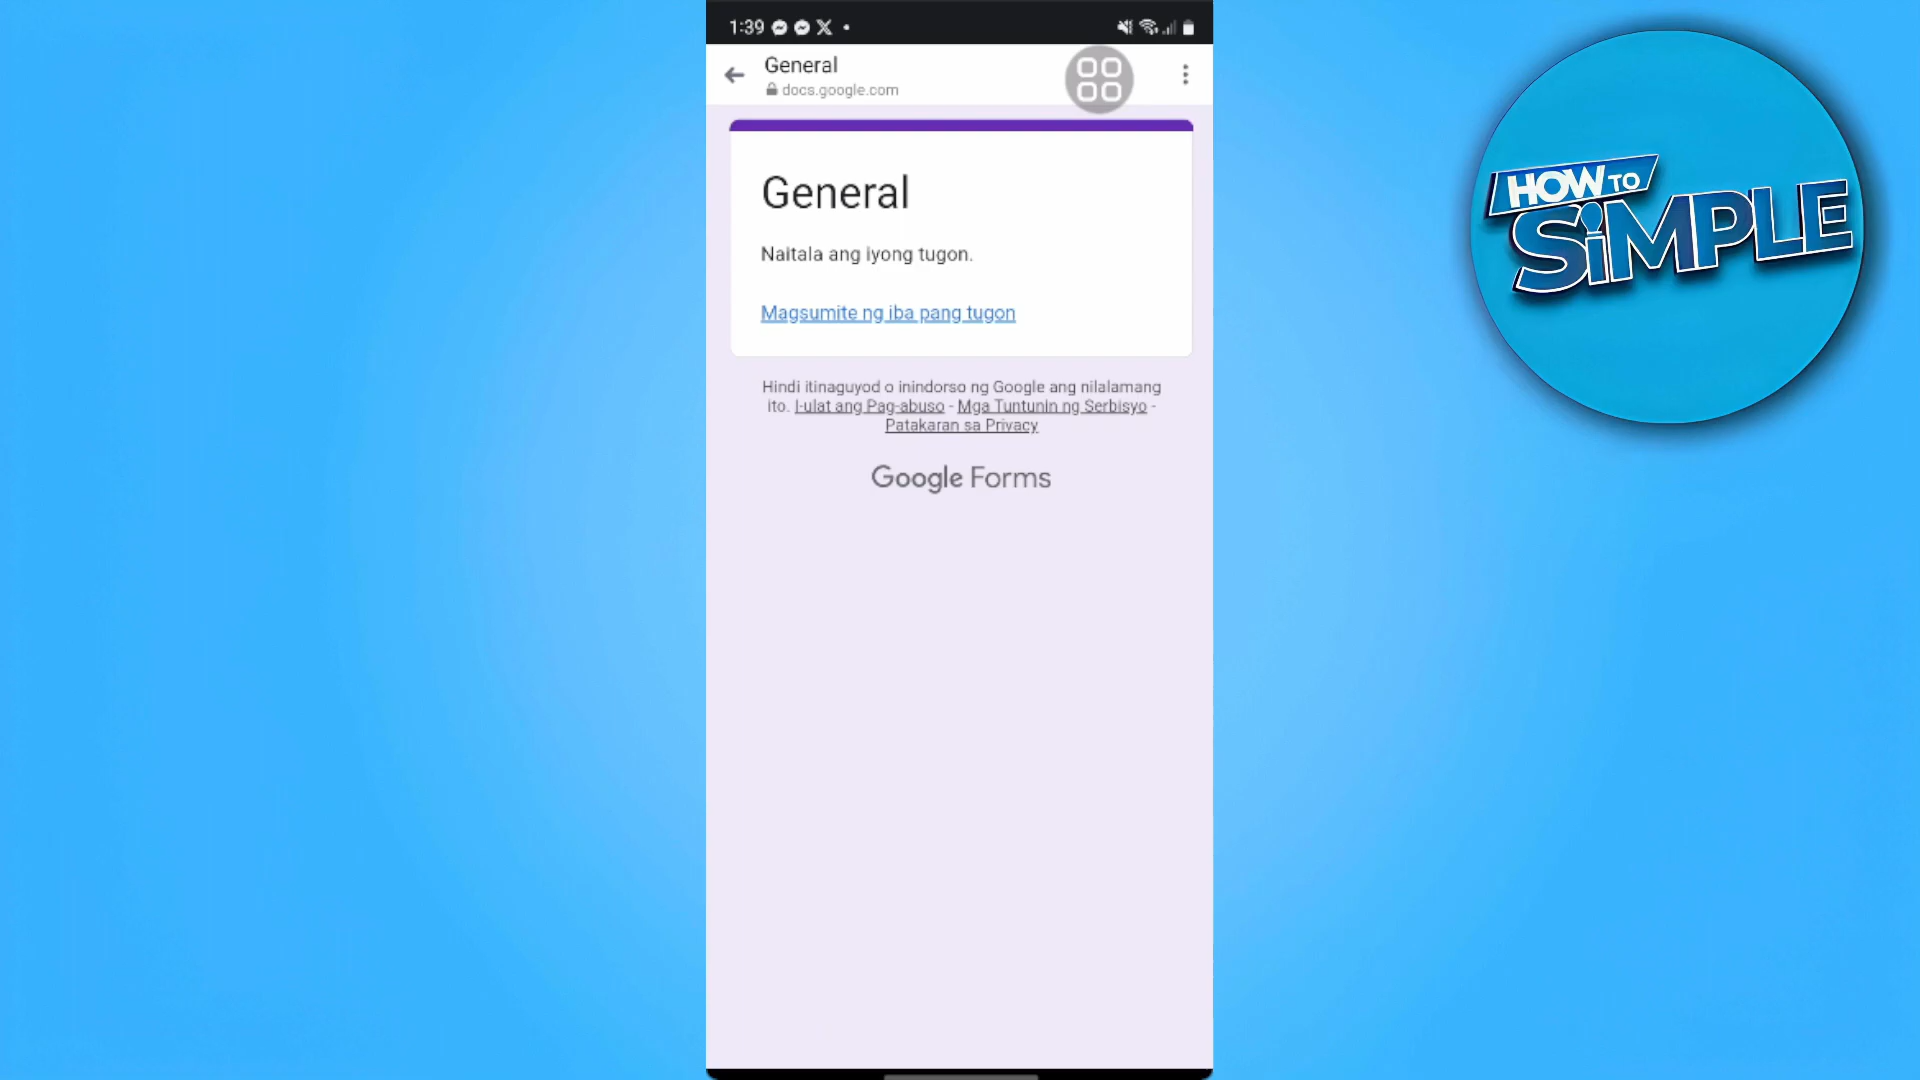 1:39
General
docs.google.com
HOW TO
SiMPLE
General
Naitala ang iyong tugon.
Magsumite ng iba pang tugon
Hindi itinaguyod o inindorso ng Google ang nilalamang
ito. I-ulat ang Pag-abuso - Mga Tuntunin ng Serbisyo -
Patakaran sa Privacy
Google Forms